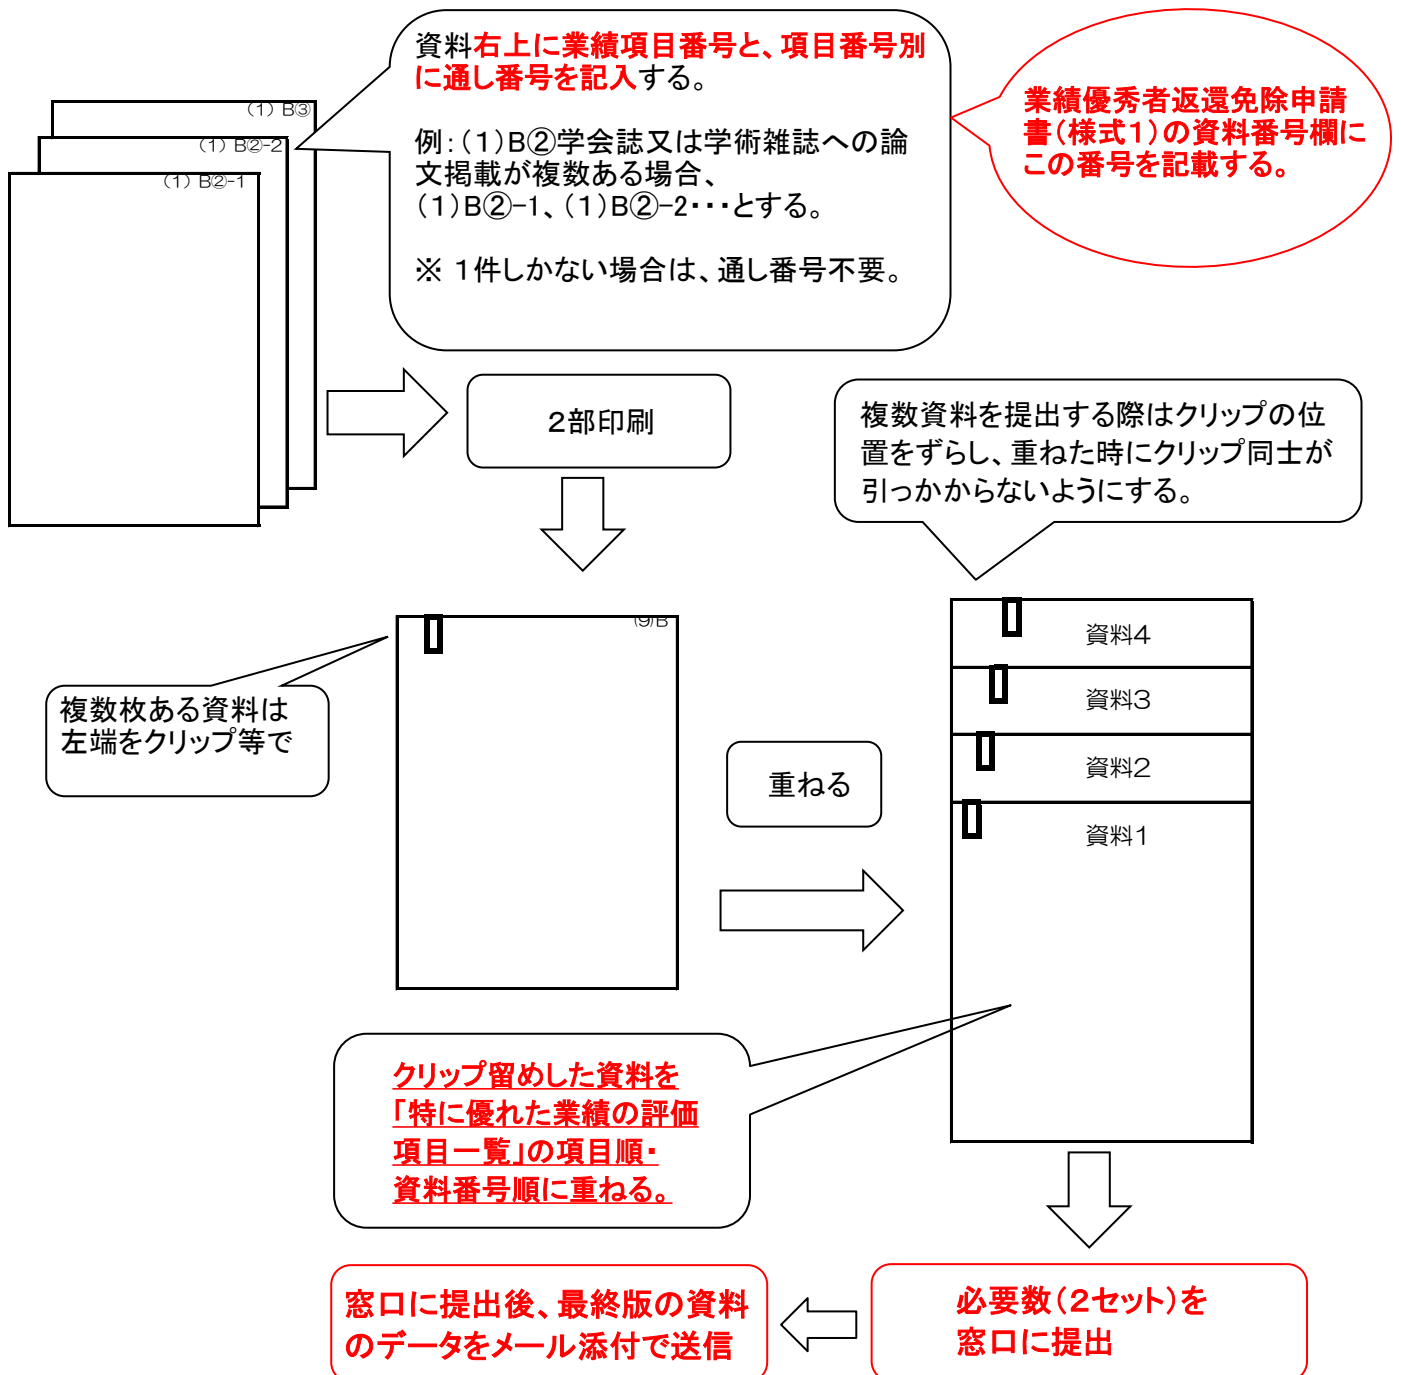 資料右上に業績項目番号と、項目番号別
に通し番号を記入する。
例：(1)B②学会誌又は学術雑誌への論
文掲載が複数ある場合、
(1)B②-1、(1)B②-2・・・とする。
※ 1件しかない場合は、通し番号不要。
業績優秀者返還免除申請
書(様式1)の資料番号欄に
この番号を記載する。
(1) B③
(1) B②-2
(1) B②-1
2部印刷
複数資料を提出する際はクリップの位
置をずらし、重ねた時にクリップ同士が
引っかからないようにする。
(9)B
複数枚ある資料は
左端をクリップ等で
重ねる
資料4
資料3
資料2
資料1
クリップ留めした資料を
「特に優れた業績の評価
項目一覧」の項目順・
資料番号順に重ねる。
必要数(2セット)を
窓口に提出
窓口に提出後、最終版の資料
のデータをメール添付で送信